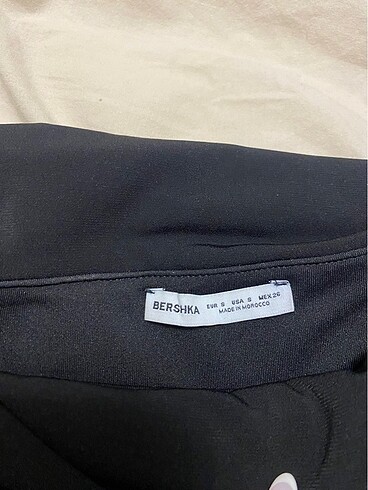 BERSHKA EUR S USA S MEX 26
MADE IN MOROCCO